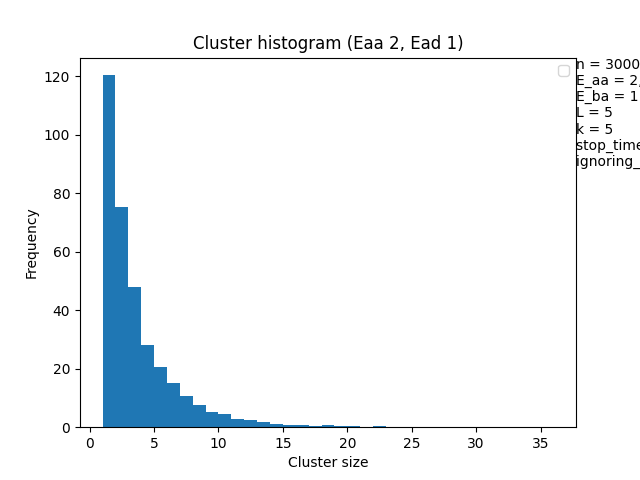 Cluster histogram (Eaa 2, Ead 1)
n = 3000
E_aa = 2,
E_ba = 1
L = 5
k = 5
stop_time
ignoring_
120
100
80
60
40
20
0
Frequency
0 5 10 15 20 25 30 35
Cluster size